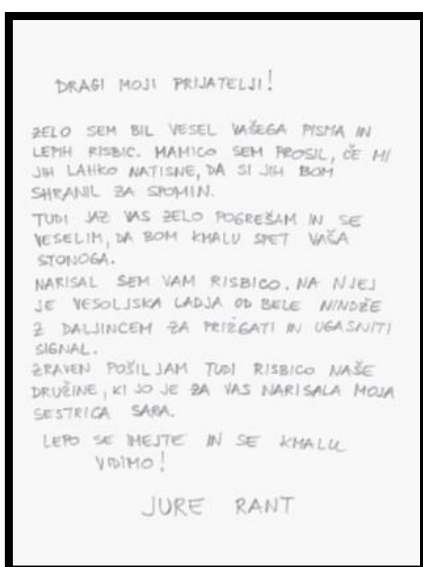 DRAGI MOJI PRIJATELJI!
ZELO SEM BIL VESEL VAŠEGA PISMA IN
LEPIH RISBIC. MAMICO SEM PROSIL, ČE MI
JIH LAHKO NATISNE, DA SI JIH BOM
SHRANIL ZA SPOMIN.
TUDI JAZ VAS ZELO POGREŠAM IN SE
VESELIM, DA BOM KMALU SPET VAŠA
STONOGA.
NARISAL SEM VAM RISBICO. NA NJEJ
JE VESOLJSKA LADJA OD BELE NINDŽE
Z DALJINCEM ZA PRIŽGATI IN UGASNITI
SIGNAL.
ZRAVEN POŠILJAM TUDI RISBICO NAŠE
DRUŽINE, KI JO JE ZA VAS NARISALA MOJA
SESTRICA SARA.
LEPO SE IMEJTE IN SE KMALU
VIDIMO!
JURE RANT